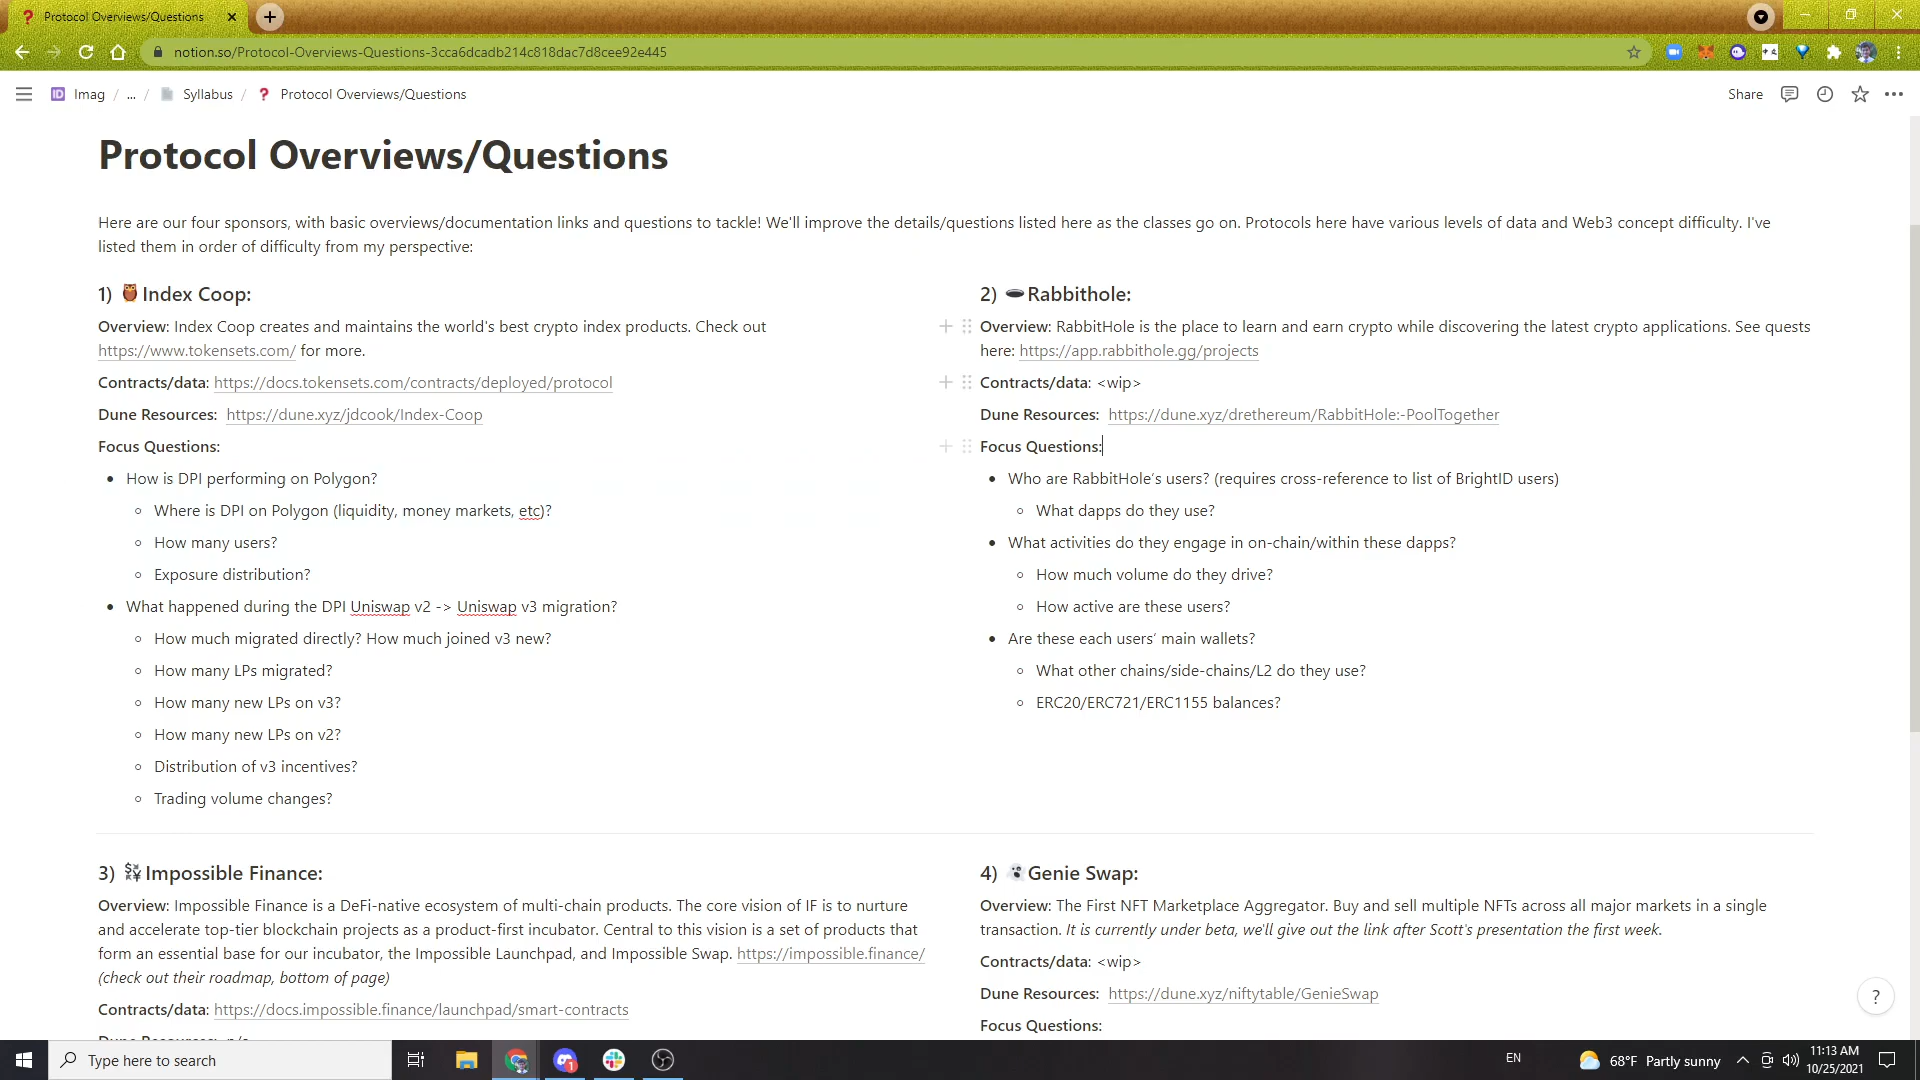 Protocol Overviews/Questions
notion.so/Protocol-Overviews-Questions-3cca6dcadb214c818dac7d8cee92e445
Imag / ... / Syllabus / Protocol Overviews/Questions
Share
Protocol Overviews/Questions
Here are our four sponsors, with basic overviews/documentation links and questions to tackle! We'll improve the details/questions listed here as the classes go on. Protocols here have various levels of data and Web3 concept difficulty. I've
listed them in order of difficulty from my perspective:
1) Index Coop:
Overview: Index Coop creates and maintains the world's best crypto index products. Check out
https://www.tokensets.com/ for more.
Contracts/data: https://docs.tokensets.com/contracts/deployed/protocol
Dune Resources: https://dune.xyz/jdcook/Index-Coop
Focus Questions:
• How is DPI performing on Polygon?
◦ Where is DPI on Polygon (liquidity, money markets, etc)?
◦ How many users?
◦ Exposure distribution?
• What happened during the DPI Uniswap v2 -> Uniswap v3 migration?
◦ How much migrated directly? How much joined v3 new?
◦ How many LPs migrated?
◦ How many new LPs on v3?
◦ How many new LPs on v2?
◦ Distribution of v3 incentives?
◦ Trading volume changes?
2) Rabbithole:
Overview: RabbitHole is the place to learn and earn crypto while discovering the latest crypto applications. See quests
here: https://app.rabbithole.gg/projects
Contracts/data: <wip>
Dune Resources: https://dune.xyz/drethereum/RabbitHole:-PoolTogether
Focus Questions:
• Who are RabbitHole's users? (requires cross-reference to list of BrightID users)
◦ What dapps do they use?
• What activities do they engage in on-chain/within these dapps?
◦ How much volume do they drive?
◦ How active are these users?
• Are these each users' main wallets?
◦ What other chains/side-chains/L2 do they use?
◦ ERC20/ERC721/ERC1155 balances?
3) Impossible Finance:
Overview: Impossible Finance is a DeFi-native ecosystem of multi-chain products. The core vision of IF is to nurture
and accelerate top-tier blockchain projects as a product-first incubator. Central to this vision is a set of products that
form an essential base for our incubator, the Impossible Launchpad, and Impossible Swap. https://impossible.finance/
(check out their roadmap, bottom of page)
Contracts/data: https://docs.impossible.finance/launchpad/smart-contracts
Dune Resources: n/a
4) Genie Swap:
Overview: The First NFT Marketplace Aggregator. Buy and sell multiple NFTs across all major markets in a single
transaction. It is currently under beta, we'll give out the link after Scott's presentation the first week.
Contracts/data: <wip>
Dune Resources: https://dune.xyz/niftytable/GenieSwap
Focus Questions:
?
Type here to search
1
EN
68°F Partly sunny
11:13 AM
10/25/2021